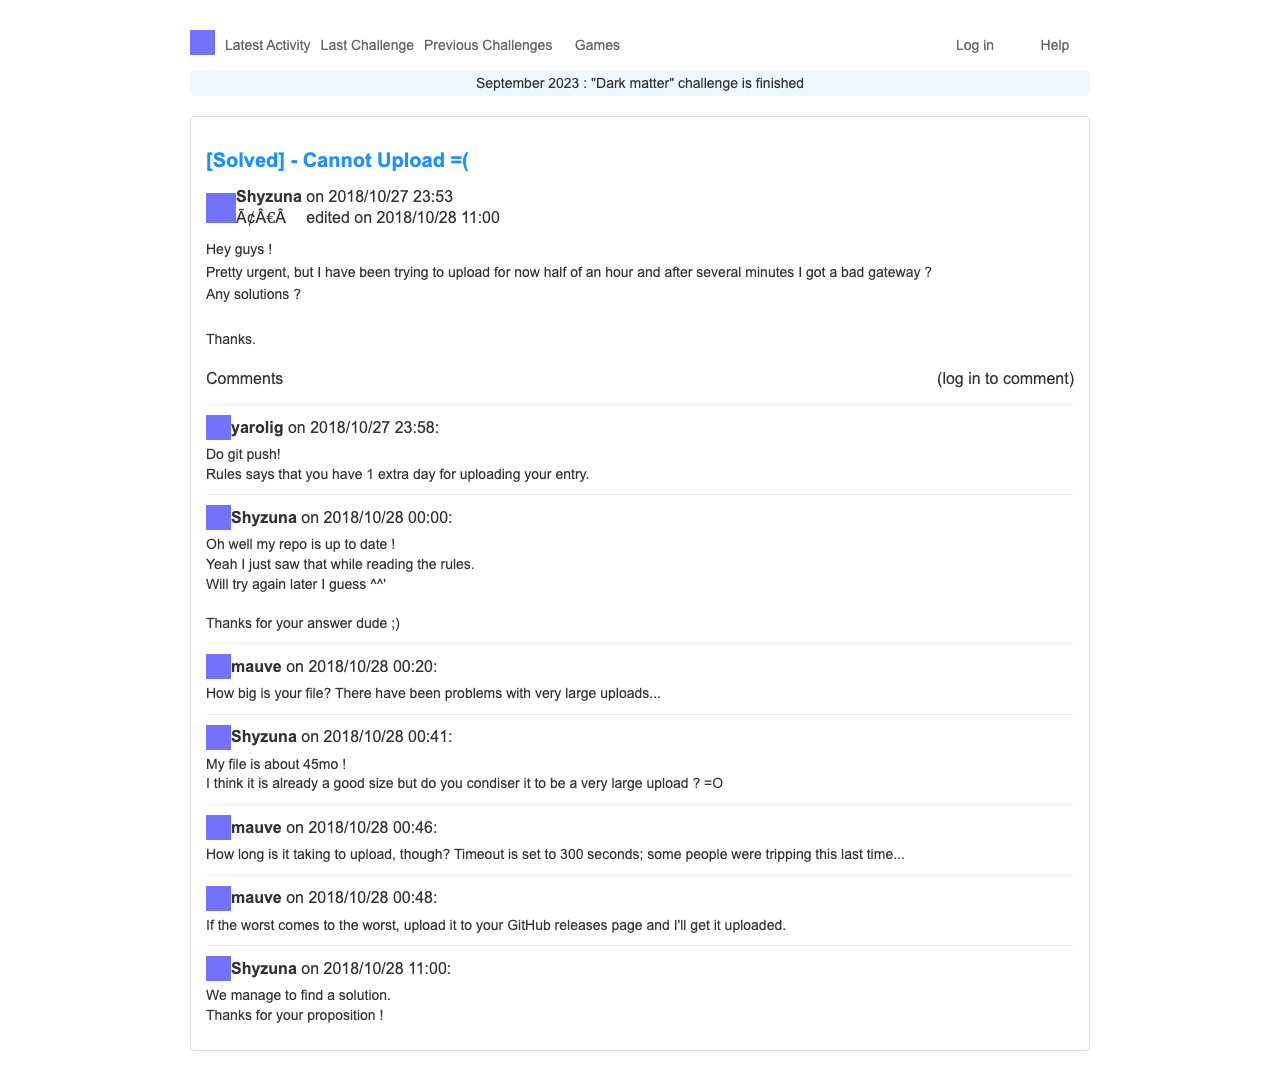 Latest Activity Last Challenge Previous Challenges Games Log in Help
September 2023 : "Dark matter" challenge is finished
[Solved] - Cannot Upload =(
Shyzuna on 2018/10/27 23:53
Ã¢Â€Â edited on 2018/10/28 11:00
Hey guys !
Pretty urgent, but I have been trying to upload for now half of an hour and after several minutes I got a bad gateway ?
Any solutions ?
Thanks.
Comments (log in to comment)
yarolig on 2018/10/27 23:58:
Do git push!
Rules says that you have 1 extra day for uploading your entry.
Shyzuna on 2018/10/28 00:00:
Oh well my repo is up to date !
Yeah I just saw that while reading the rules.
Will try again later I guess ^^'
Thanks for your answer dude ;)
mauve on 2018/10/28 00:20:
How big is your file? There have been problems with very large uploads...
Shyzuna on 2018/10/28 00:41:
My file is about 45mo !
I think it is already a good size but do you condiser it to be a very large upload ? =O
mauve on 2018/10/28 00:46:
How long is it taking to upload, though? Timeout is set to 300 seconds; some people were tripping this last time...
mauve on 2018/10/28 00:48:
If the worst comes to the worst, upload it to your GitHub releases page and I'll get it uploaded.
Shyzuna on 2018/10/28 11:00:
We manage to find a solution.
Thanks for your proposition !